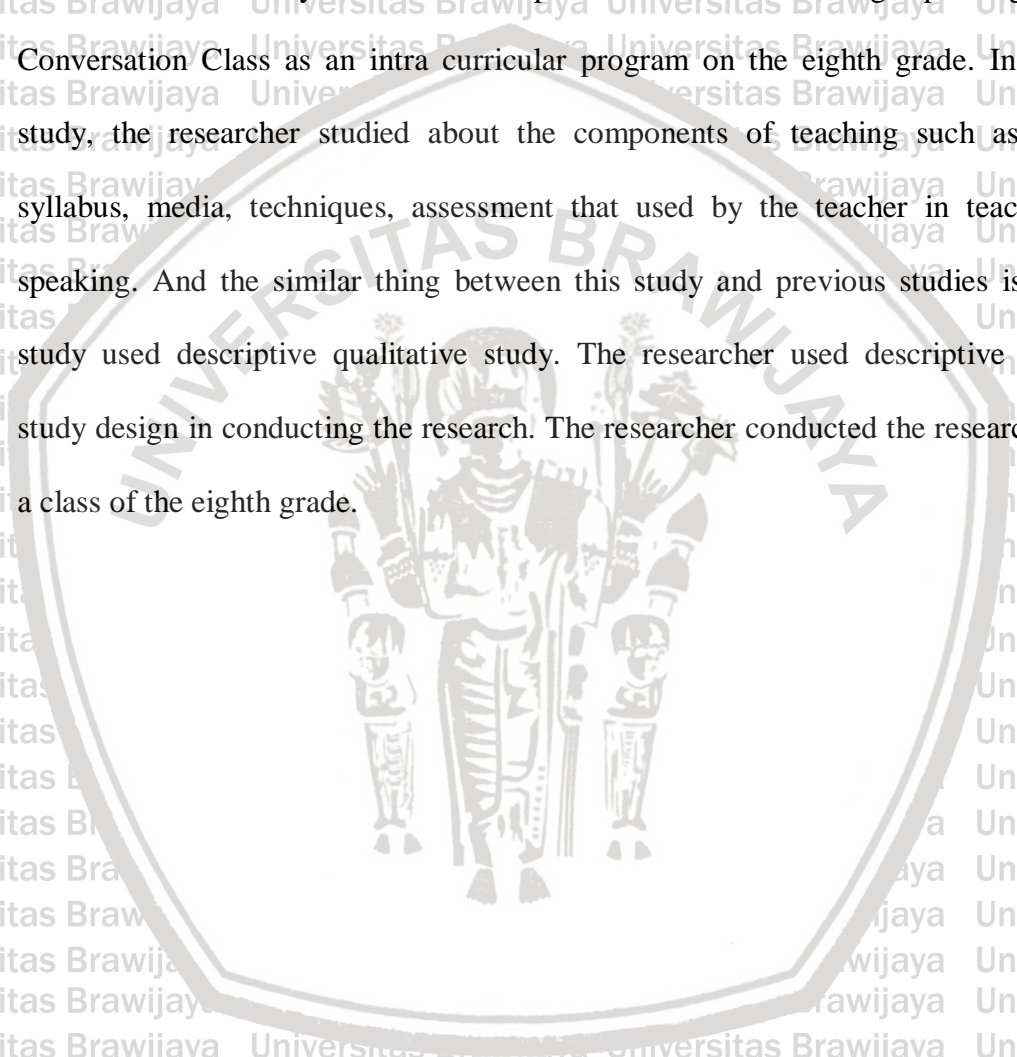 Conversation Class as an intra curricular program on the eighth grade. In
study, the researcher studied about the components of teaching such as
syllabus, media, techniques, assessment that used by the teacher in teac
speaking. And the similar thing between this study and previous studies is
study used descriptive qualitative study. The researcher used descriptive
study design in conducting the research. The researcher conducted the researc
a class of the eighth grade.
UNIVERSITAS BRAWIJAYA